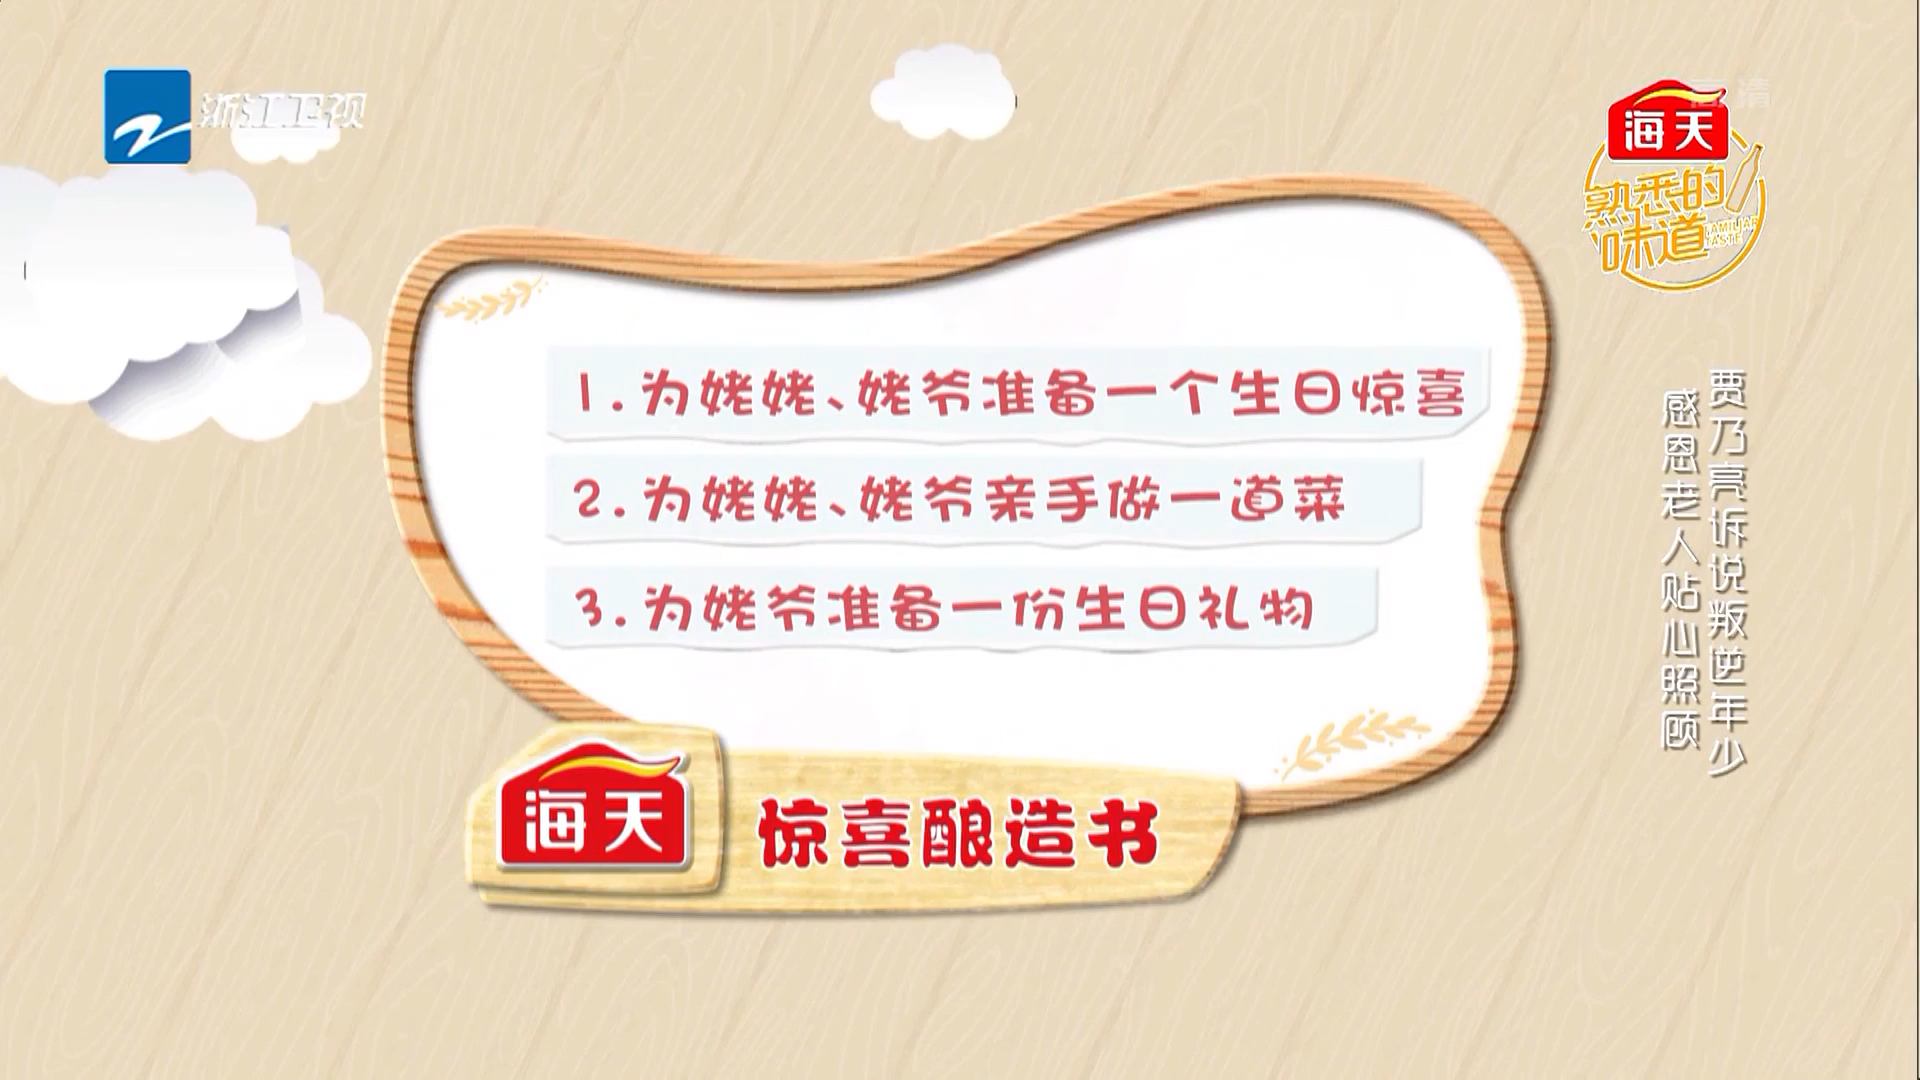 浙江卫视
高清
海天
熟悉的
味道
FAMILIAR
TASTE
1.为姥姥、姥爷准备一个生日惊喜
2.为姥姥、姥爷亲手做一道菜
3.为姥爷准备一份生日礼物
海天
惊喜酿造书
贾乃亮诉说叛逆年少
感恩老人贴心照顾